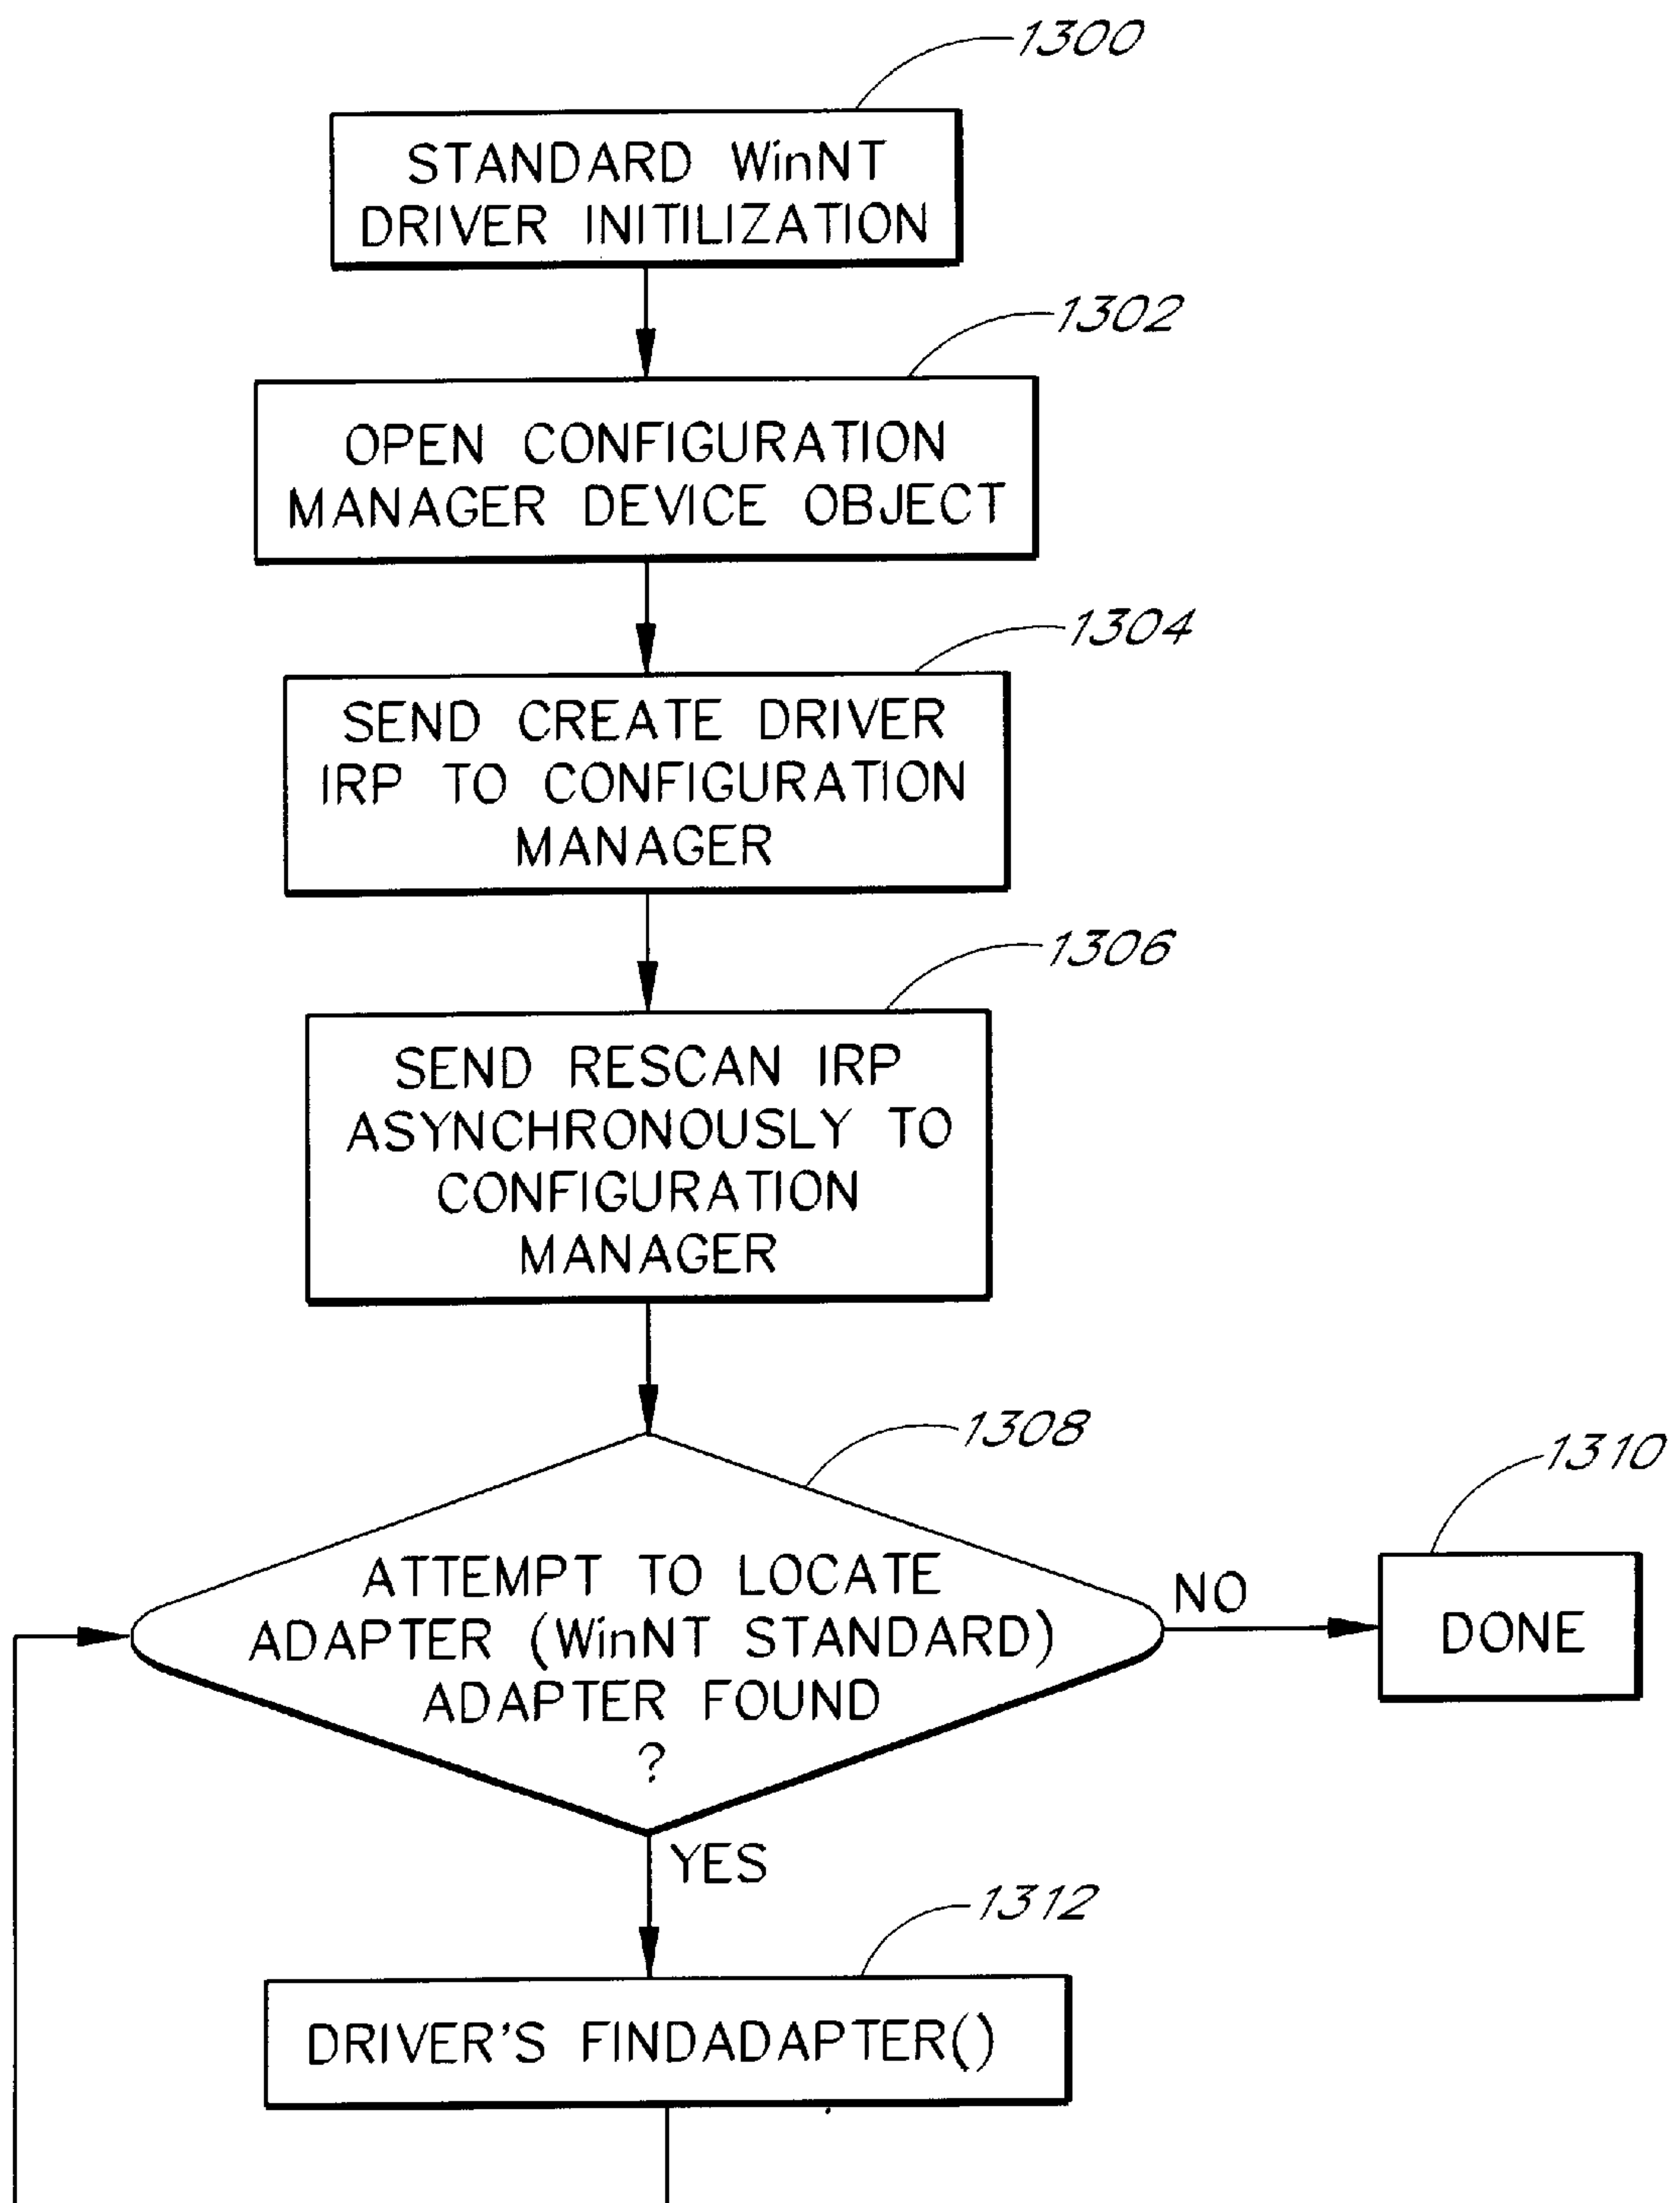 1300
STANDARD WinNT
DRIVER INITILIZATION
1302
OPEN CONFIGURATION
MANAGER DEVICE OBJECT
1304
SEND CREATE DRIVER
IRP TO CONFIGURATION
MANAGER
1306
SEND RESCAN IRP
ASYNCHRONOUSLY TO
CONFIGURATION
MANAGER
1308
ATTEMPT TO LOCATE
ADAPTER (WinNT STANDARD)
ADAPTER FOUND
?
NO
1310
DONE
YES
1312
DRIVER'S FINDADAPTER()